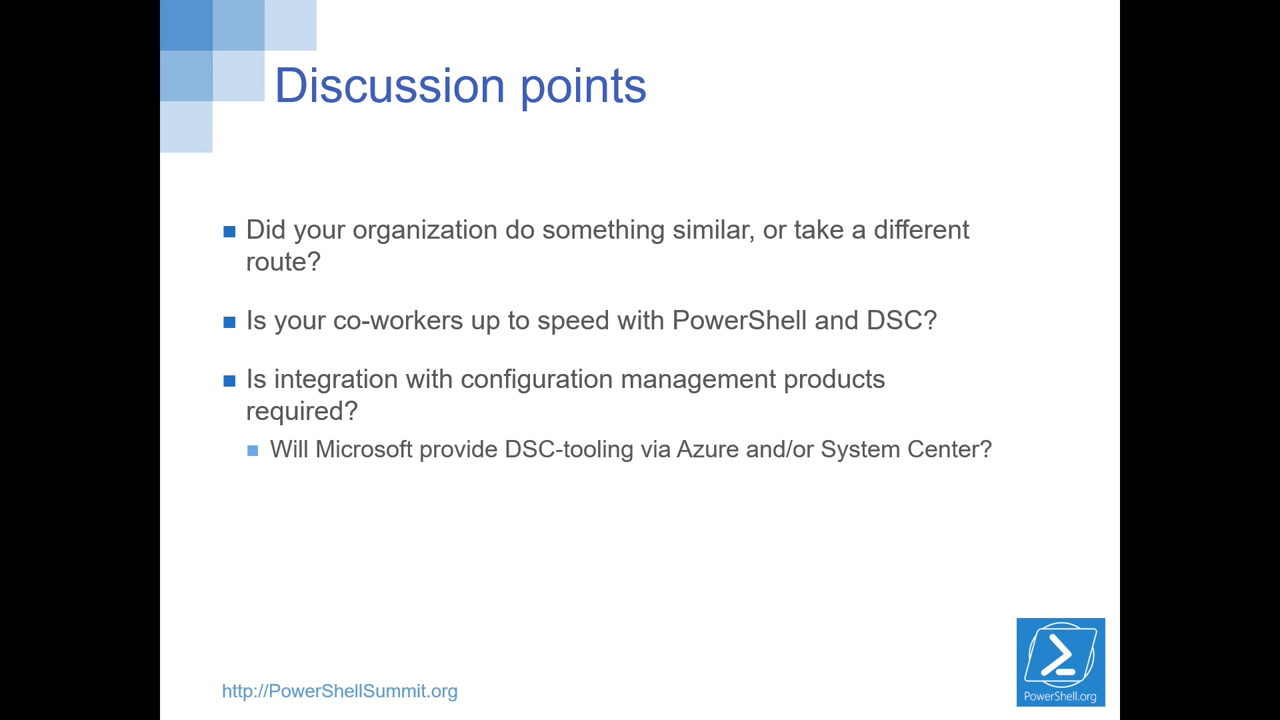 Discussion points
Did your organization do something similar, or take a different
route?
Is your co-workers up to speed with PowerShell and DSC?
Is integration with configuration management products
required?
Will Microsoft provide DSC-tooling via Azure and/or System Center?
http://PowerShellSummit.org
PowerShell.org